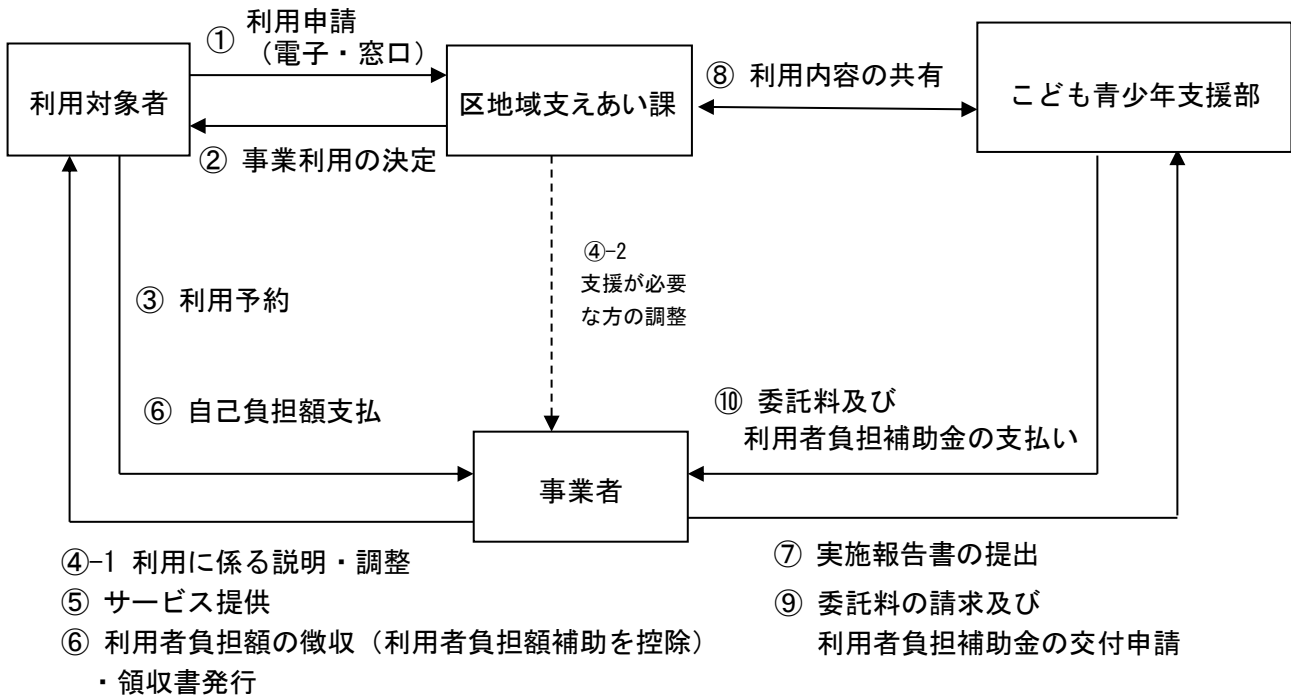 ① 利用申請
（電子・窓口）
利用対象者
区地域支えあい課
⑧ 利用内容の共有
こども青少年支援部
② 事業利用の決定
④-2
支援が必要
な方の調整
③ 利用予約
⑥ 自己負担額支払
⑩ 委託料及び
利用者負担補助金の支払い
事業者
④-1 利用に係る説明・調整
⑤ サービス提供
⑥ 利用者負担額の徴収（利用者負担額補助を控除）
・領収書発行
⑦ 実施報告書の提出
⑨ 委託料の請求及び
利用者負担補助金の交付申請